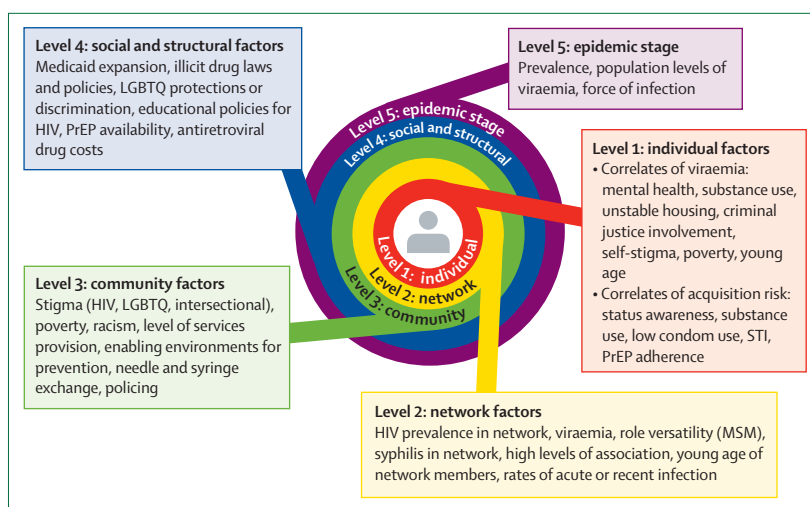 Level 4: social and structural factors
Medicaid expansion, illicit drug laws
and policies, LGBTQ protections or
discrimination, educational policies for
HIV, PrEP availability, antiretroviral
drug costs
Level 5: epidemic stage
Prevalence, population levels of
viraemia, force of infection
Level 5: epidemic stage
Level 4: social and structural
Level 1: individual
Level 2: network
Level 3: community
Level 1: individual factors
• Correlates of viraemia:
mental health, substance use,
unstable housing, criminal
justice involvement,
self-stigma, poverty, young
age
• Correlates of acquisition risk:
status awareness, substance
use, low condom use, STI,
PrEP adherence
Level 3: community factors
Stigma (HIV, LGBTQ, intersectional),
poverty, racism, level of services
provision, enabling environments for
prevention, needle and syringe
exchange, policing
Level 2: network factors
HIV prevalence in network, viraemia, role versatility (MSM),
syphilis in network, high levels of association, young age of
network members, rates of acute or recent infection